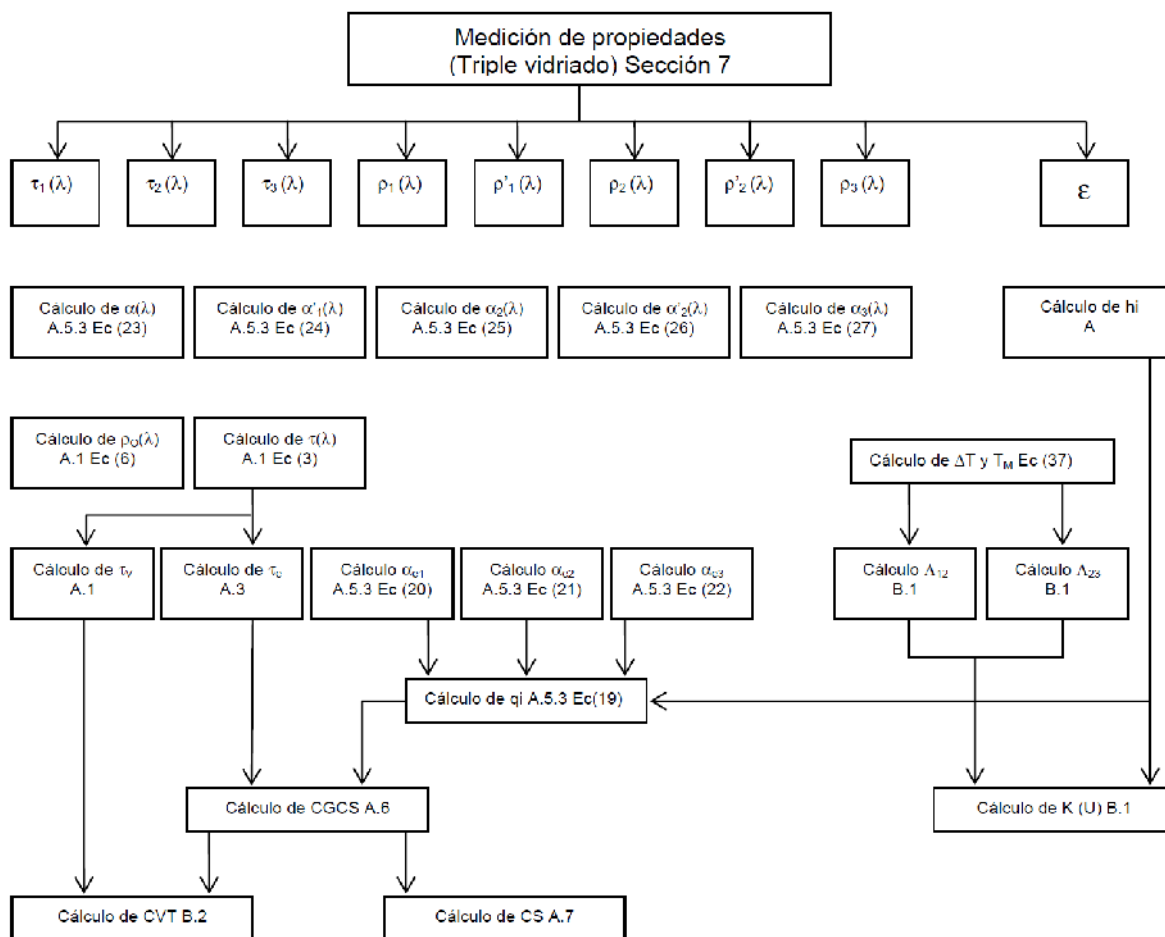 Medición de propiedades
(Triple vidriado) Sección 7
τ₁ (λ)
τ₂ (λ)
τ₃ (λ)
ρ₁ (λ)
ρ'₁ (λ)
ρ₂ (λ)
ρ'₂ (λ)
ρ₃ (λ)
ε
Cálculo de α(λ)
A.5.3 Ec (23)
Cálculo de α'₁(λ)
A.5.3 Ec (24)
Cálculo de α₂(λ)
A.5.3 Ec (25)
Cálculo de α'₂(λ)
A.5.3 Ec (26)
Cálculo de α₃(λ)
A.5.3 Ec (27)
Cálculo de hi
A
Cálculo de ρ₀(λ)
A.1 Ec (6)
Cálculo de τ(λ)
A.1 Ec (3)
Cálculo de ΔT y T_M Ec (37)
Cálculo de τᵥ
A.1
Cálculo de τₑ
A.3
Cálculo αₑ₁
A.5.3 Ec (20)
Cálculo αₑ₂
A.5.3 Ec (21)
Cálculo αₑ₃
A.5.3 Ec (22)
Cálculo Λ₁₂
B.1
Cálculo Λ₂₃
B.1
Cálculo de qi A.5.3 Ec(19)
Cálculo de CGCS A.6
Cálculo de K (U) B.1
Cálculo de CVT B.2
Cálculo de CS A.7